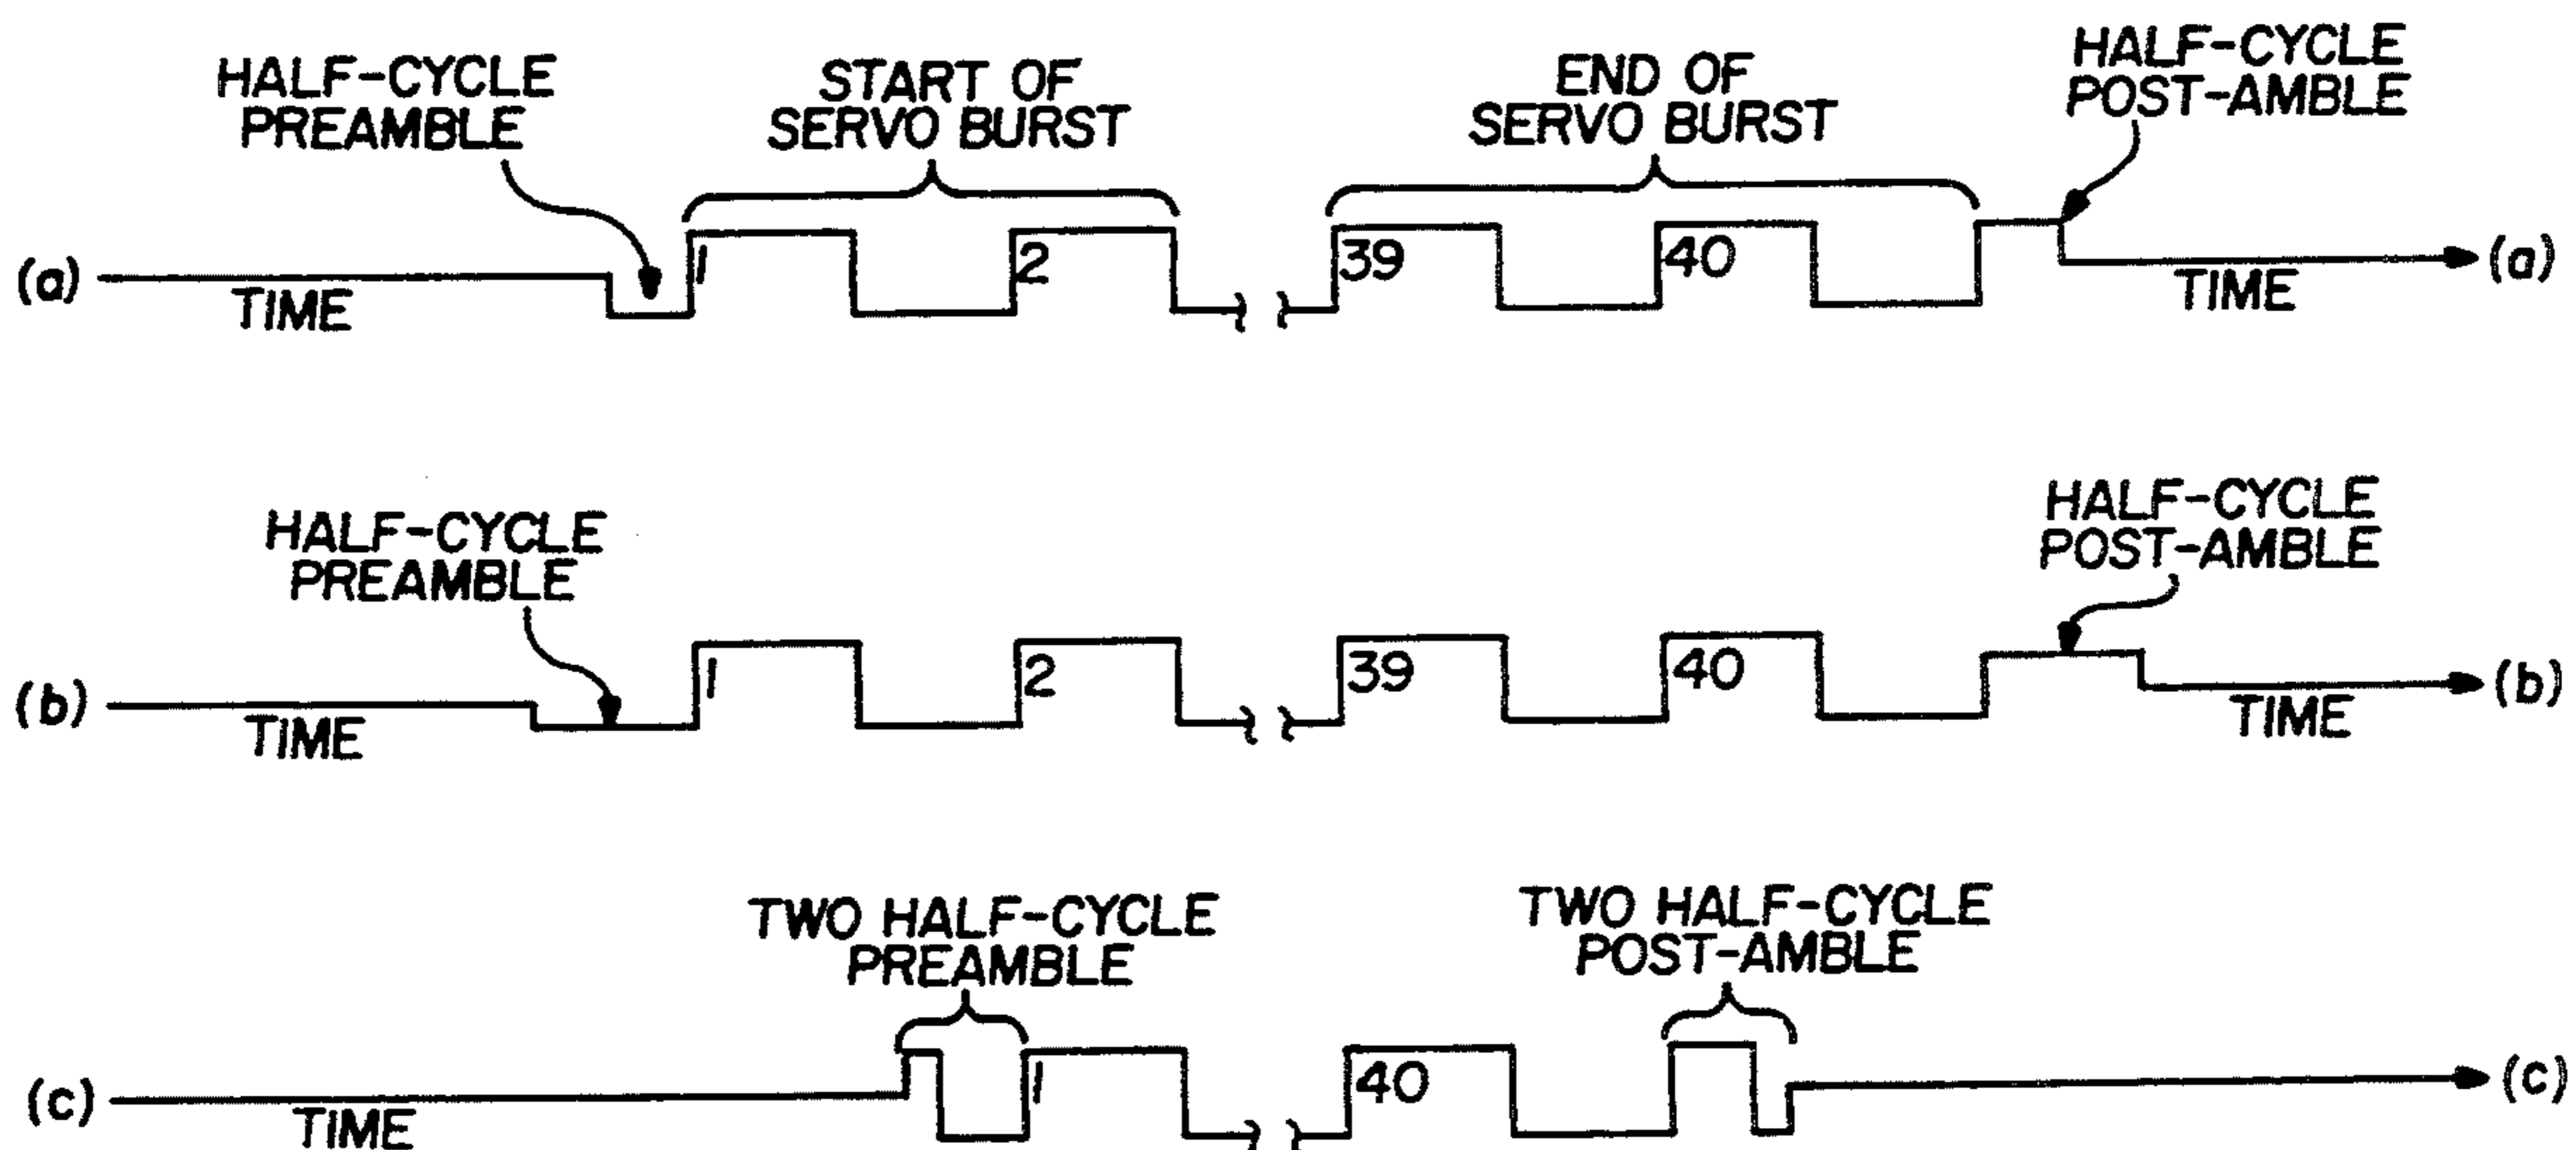 HALF-CYCLE
PREAMBLE
START OF
SERVO BURST
END OF
SERVO BURST
HALF-CYCLE
POST-AMBLE
(a) TIME 1 2 39 40 TIME (a)
HALF-CYCLE
PREAMBLE
HALF-CYCLE
POST-AMBLE
(b) TIME 1 2 39 40 TIME (b)
TWO HALF-CYCLE
PREAMBLE
TWO HALF-CYCLE
POST-AMBLE
(c) TIME 1 40 (c)